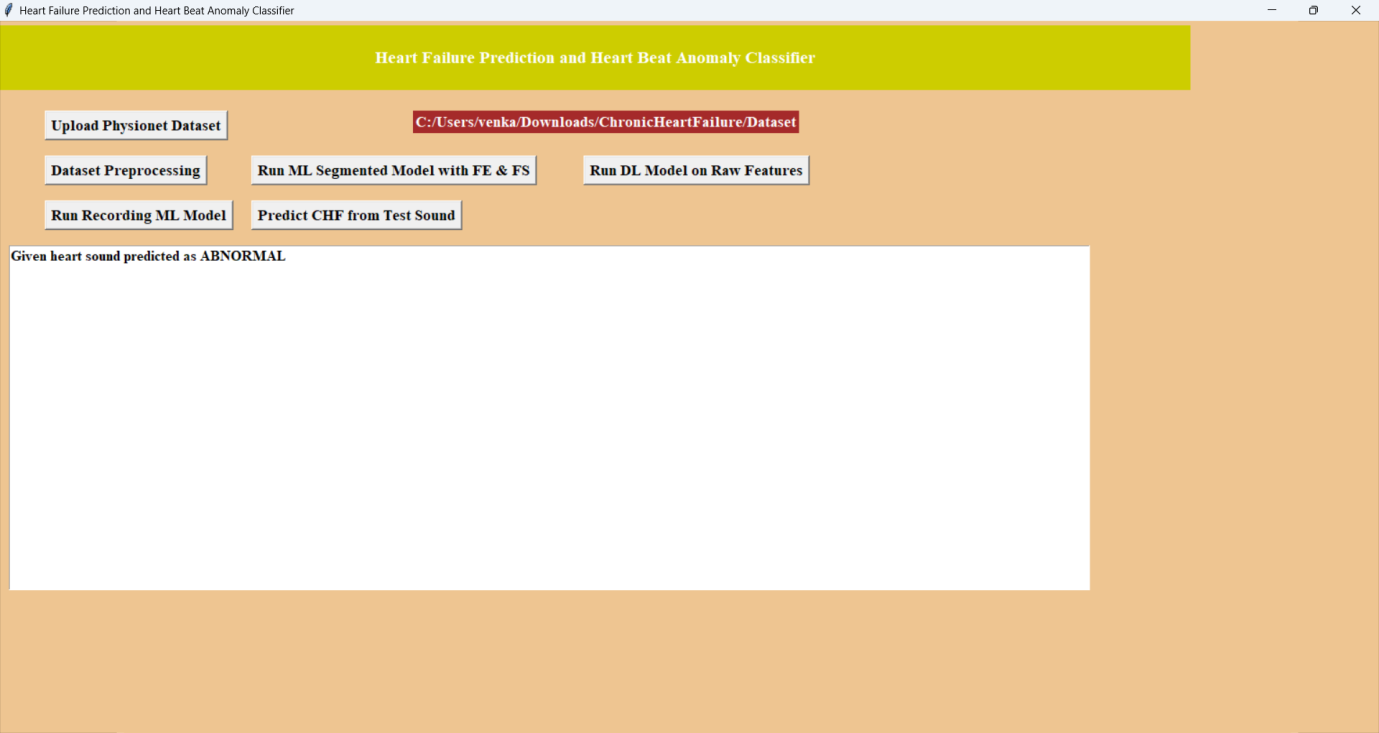 Heart Failure Prediction and Heart Beat Anomaly Classifier
Heart Failure Prediction and Heart Beat Anomaly Classifier
Upload Physionet Dataset
C:/Users/venka/Downloads/ChronicHeartFailure/Dataset
Dataset Preprocessing
Run ML Segmented Model with FE & FS
Run DL Model on Raw Features
Run Recording ML Model
Predict CHF from Test Sound
Given heart sound predicted as ABNORMAL